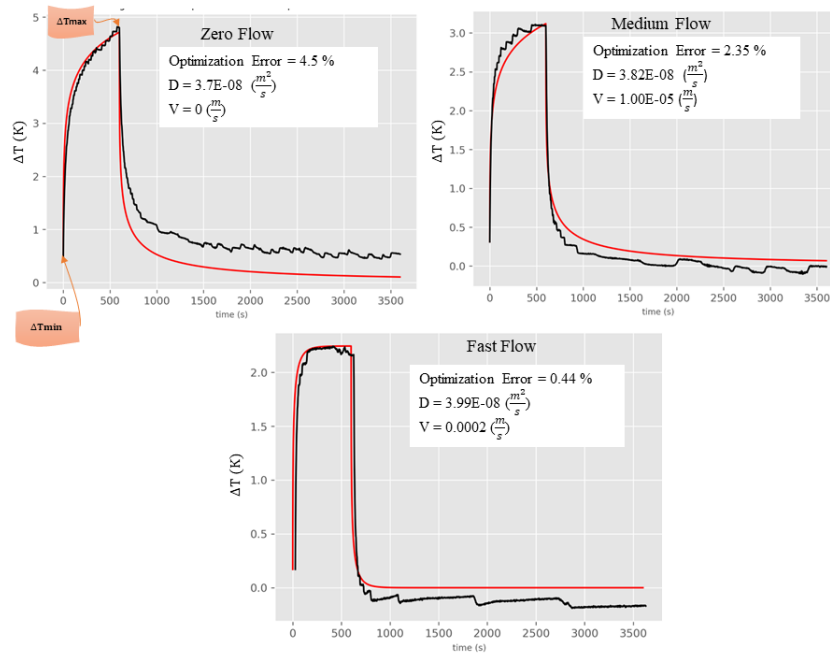 ΔTmax
Zero Flow
Optimization Error = 4.5 %
D = 3.7E-08 (m²/s)
V = 0 (m/s)
ΔT (K)
5
4
3
2
1
0
0 500 1000 1500 2000 2500 3000 3500
time (s)
ΔTmin
Medium Flow
Optimization Error = 2.35 %
D = 3.82E-08 (m²/s)
V = 1.00E-05 (m/s)
ΔT (K)
3.0
2.5
2.0
1.5
1.0
0.5
0.0
0 500 1000 1500 2000 2500 3000 3500
time (s)
Fast Flow
Optimization Error = 0.44 %
D = 3.99E-08 (m²/s)
V = 0.0002 (m/s)
ΔT (K)
2.0
1.5
1.0
0.5
0.0
0 500 1000 1500 2000 2500 3000 3500
time (s)